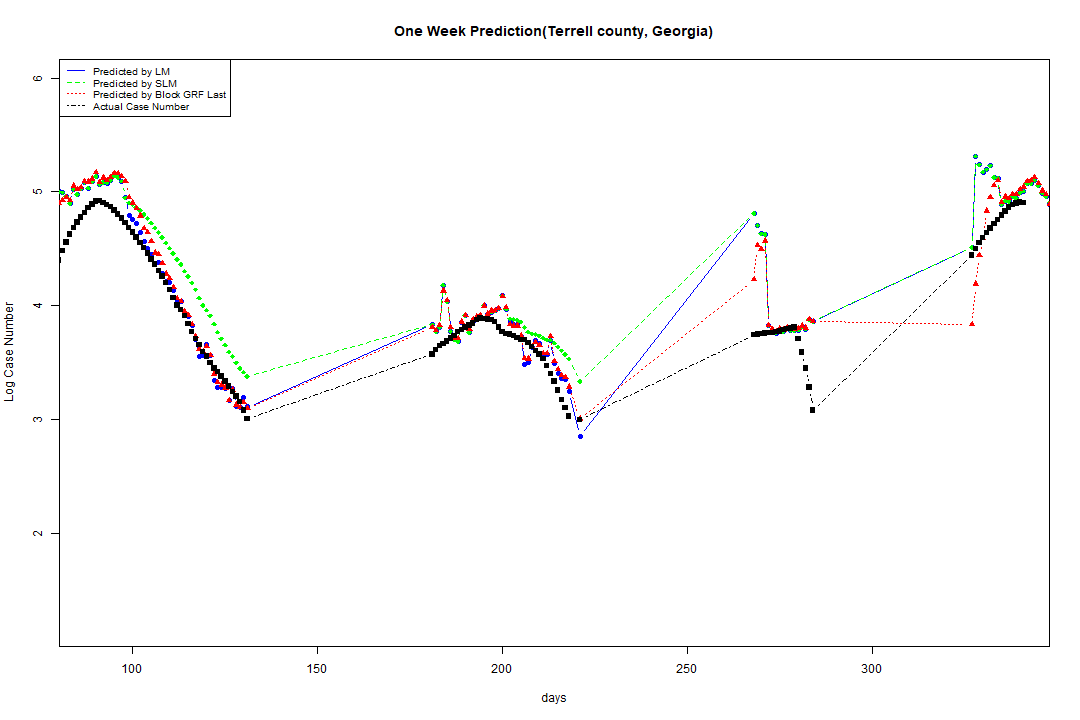 One Week Prediction(Terrell county, Georgia)
Predicted by LM
Predicted by SLM
Predicted by Block GRF Last
Actual Case Number
6
5
4
3
2
Log Case Number
100 150 200 250 300
days